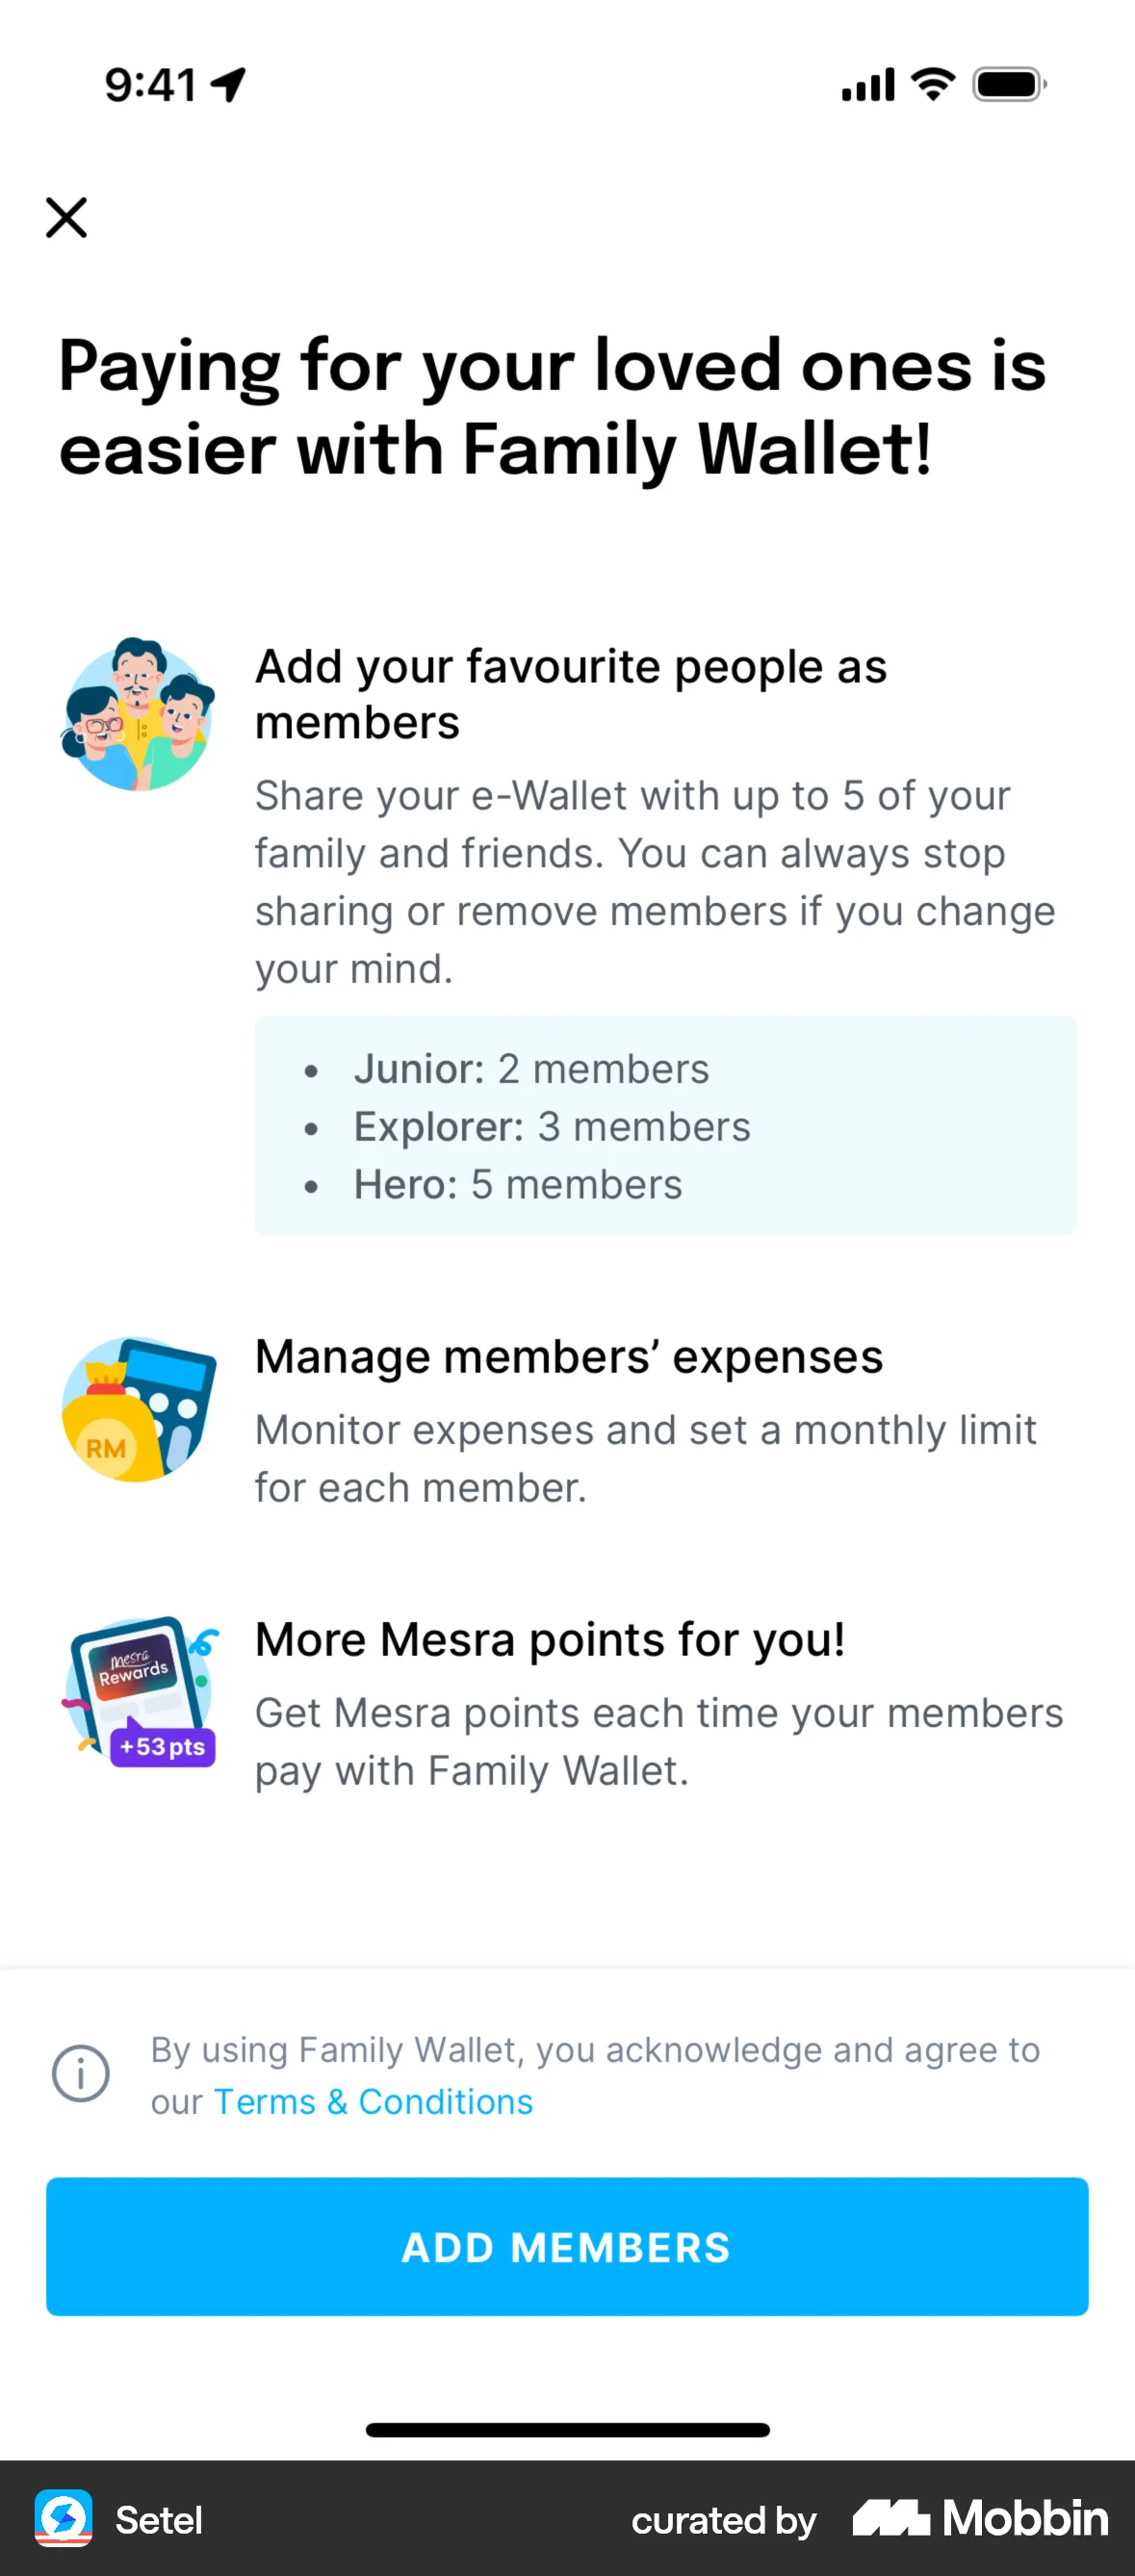 9:41
Paying for your loved ones is
easier with Family Wallet!
Add your favourite people as
members
Share your e-Wallet with up to 5 of your
family and friends. You can always stop
sharing or remove members if you change
your mind.
• Junior: 2 members
• Explorer: 3 members
• Hero: 5 members
RM
Manage members’ expenses
Monitor expenses and set a monthly limit
for each member.
mesra
Rewards
+53 pts
More Mesra points for you!
Get Mesra points each time your members
pay with Family Wallet.
By using Family Wallet, you acknowledge and agree to
our Terms & Conditions
ADD MEMBERS
Setel
curated by Mobbin